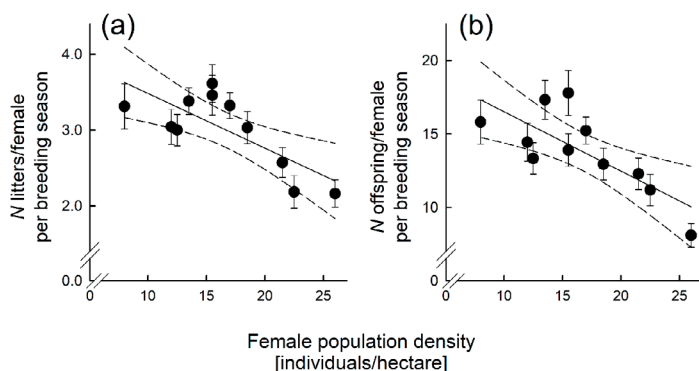 (a)
N litters/female
per breeding season
4.0
3.0
2.0
0.0
0
10
15
20
25
(b)
N offspring/female
per breeding season
20
15
10
0
0
10
15
20
25
Female population density
[individuals/hectare]